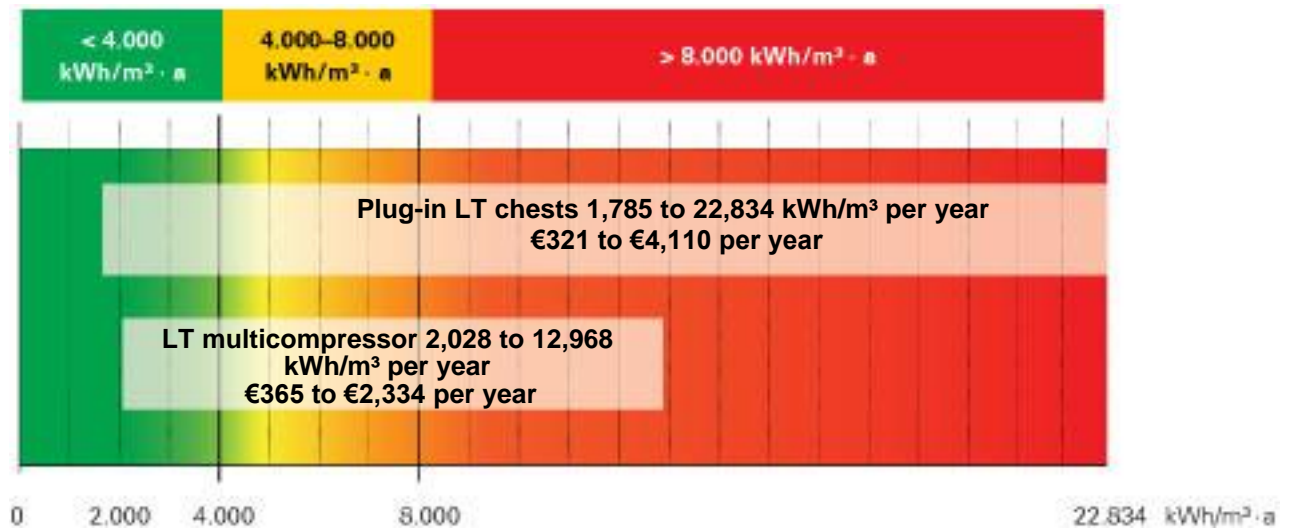 < 4.000
kWh/m³ · a
4.000–8.000
kWh/m³ · a
> 8.000 kWh/m³ · a
Plug-in LT chests 1,785 to 22,834 kWh/m³ per year
€321 to €4,110 per year
LT multicompressor 2,028 to 12,968
kWh/m³ per year
€365 to €2,334 per year
0 2.000 4.000 8.000 22.834 kWh/m³·a